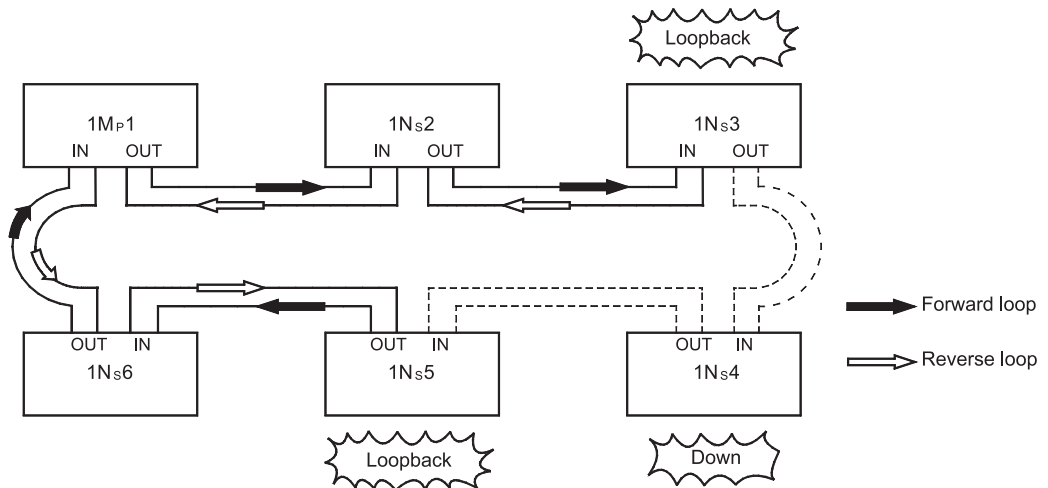 Loopback
1MP1
1NS2
1NS3
IN OUT
IN OUT
IN OUT
Forward loop
Reverse loop
OUT IN
OUT IN
OUT IN
1NS6
1NS5
1NS4
Loopback
Down